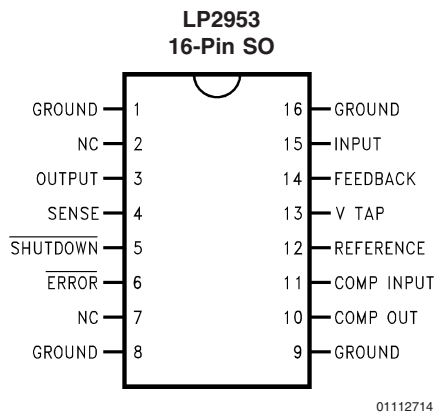 LP2953
16-Pin SO
GROUND 1 16 GROUND
NC 2 15 INPUT
OUTPUT 3 14 FEEDBACK
SENSE 4 13 V TAP
SHUTDOWN 5 12 REFERENCE
ERROR 6 11 COMP INPUT
NC 7 10 COMP OUT
GROUND 8 9 GROUND
01112714